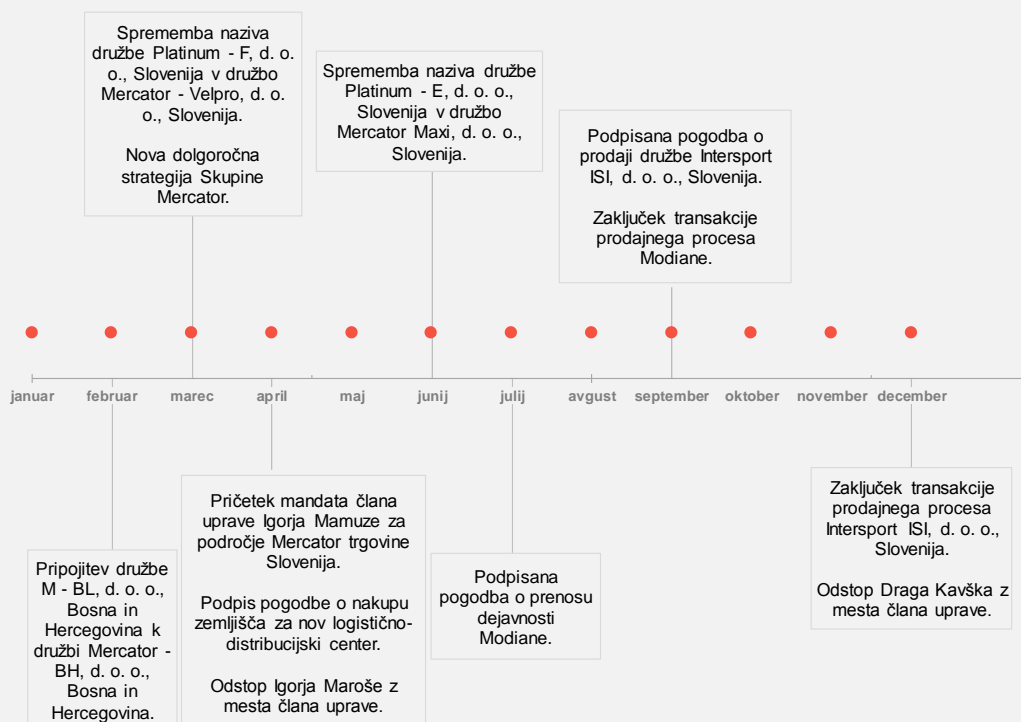 Sprememba naziva
družbe Platinum - F, d. o.
o., Slovenija v družbo
Mercator - Velpro, d. o.
o., Slovenija.
Nova dolgoročna
strategija Skupine
Mercator.
Sprememba naziva družbe
Platinum - E, d. o. o.,
Slovenija v družbo
Mercator Maxi, d. o. o.,
Slovenija.
Podpisana pogodba o
prodaji družbe Intersport
ISI, d. o. o., Slovenija.
Zaključek transakcije
prodajnega procesa
Modiane.
januar februar marec april maj junij julij avgust september oktober november december
Pripojitev družbe
M - BL, d. o. o.,
Bosna in
Hercegovina k
družbi Mercator -
BH, d. o. o.,
Bosna in
Hercegovina.
Pričetek mandata člana
uprave Igorja Mamuze za
področje Mercator trgovine
Slovenija.
Podpis pogodbe o nakupu
zemljišča za nov logistično-
distribucijski center.
Odstop Igorja Maroše z
mesta člana uprave.
Podpisana
pogodba o prenosu
dejavnosti
Modiane.
Zaključek transakcije
prodajnega procesa
Intersport ISI, d. o. o.,
Slovenija.
Odstop Draga Kavška z
mesta člana uprave.